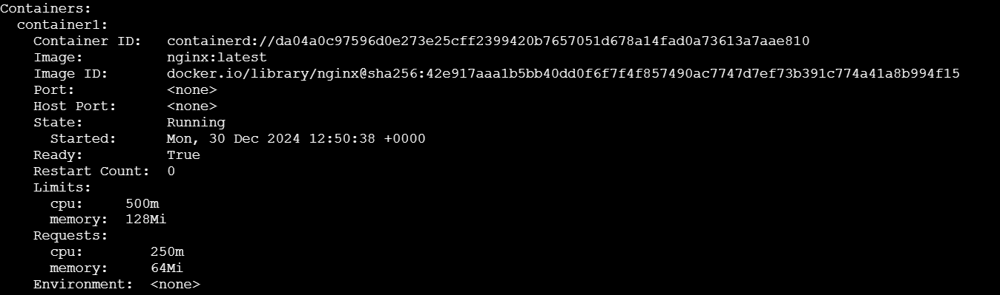 Containers:
  container1:
    Container ID:   containerd://da04a0c97596d0e273e25cff2399420b7657051d678a14fad0a73613a7aae810
    Image:          nginx:latest
    Image ID:       docker.io/library/nginx@sha256:42e917aaa1b5bb40dd0f6f7f4f857490ac7747d7ef73b391c774a41a8b994f15
    Port:           <none>
    Host Port:      <none>
    State:          Running
      Started:      Mon, 30 Dec 2024 12:50:38 +0000
    Ready:          True
    Restart Count:  0
    Limits:
      cpu:     500m
      memory:  128Mi
    Requests:
      cpu:        250m
      memory:     64Mi
    Environment:  <none>